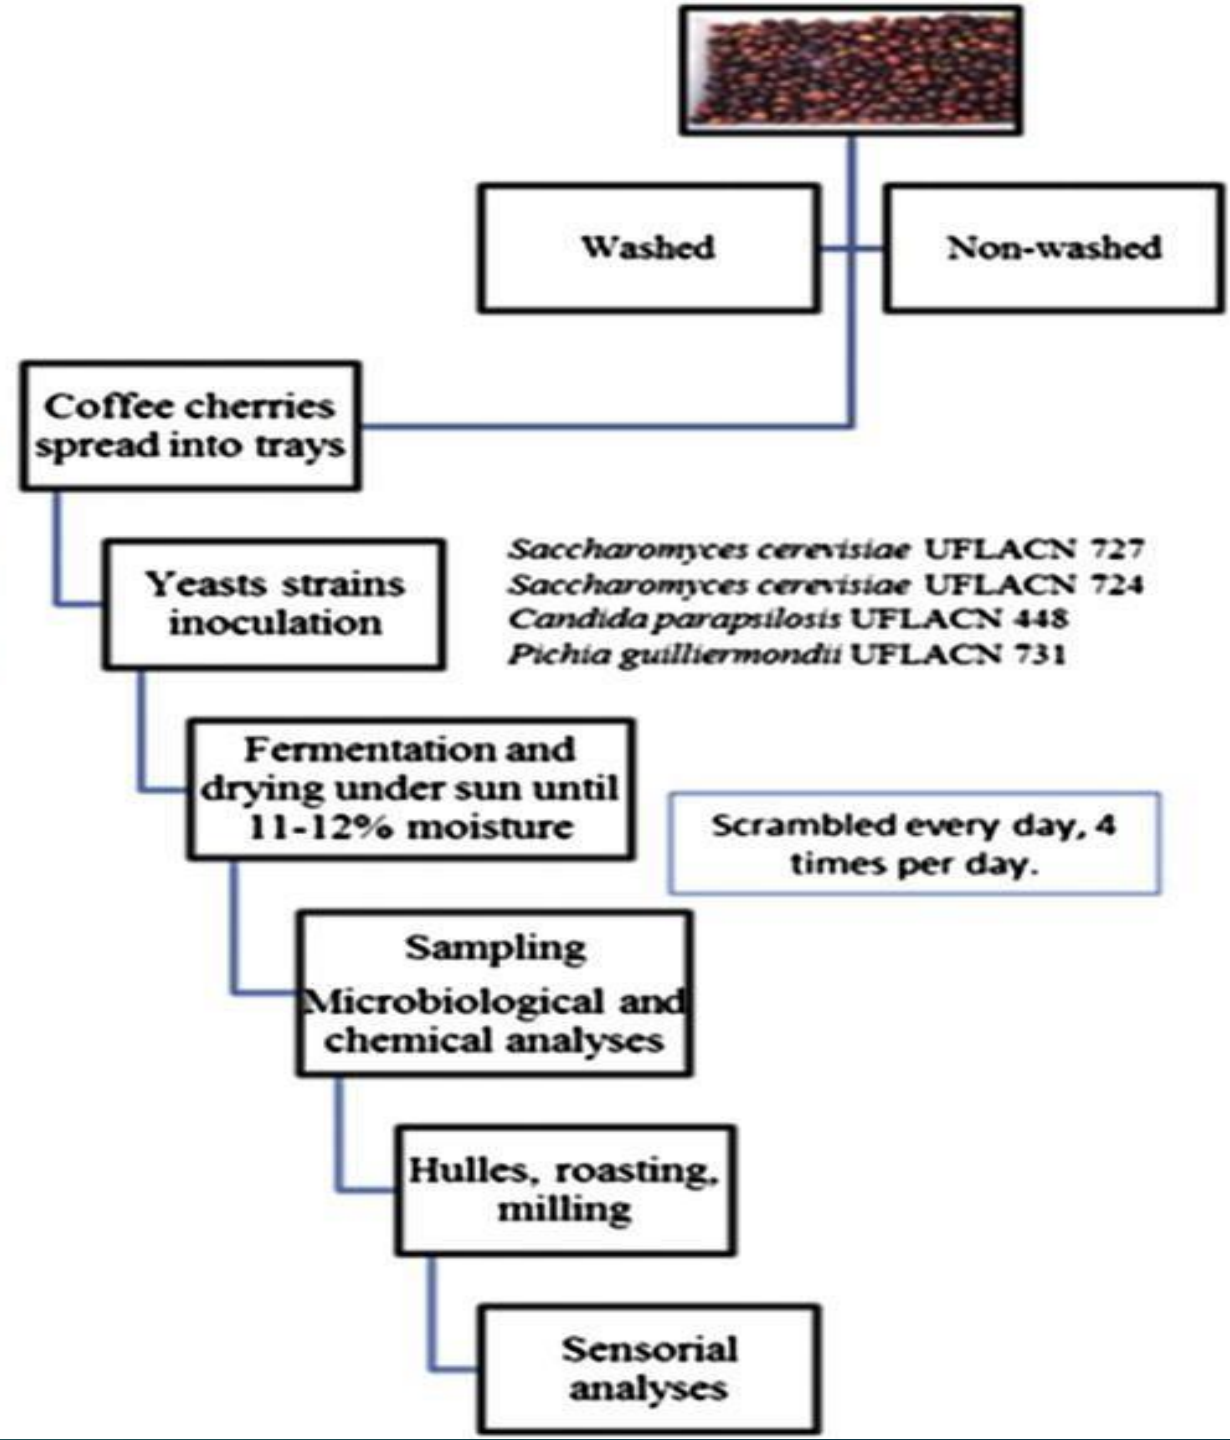 Washed
Non-washed
Coffee cherries
spread into trays
Yeasts strains
inoculation
Saccharomyces cerevisiae UFLACN 727
Saccharomyces cerevisiae UFLACN 724
Candida parapsilosis UFLACN 448
Pichia guilliermondii UFLACN 731
Fermentation and
drying under sun until
11-12% moisture
Scrambled every day, 4
times per day.
Sampling
Microbiological and
chemical analyses
Hulles, roasting,
milling
Sensorial
analyses